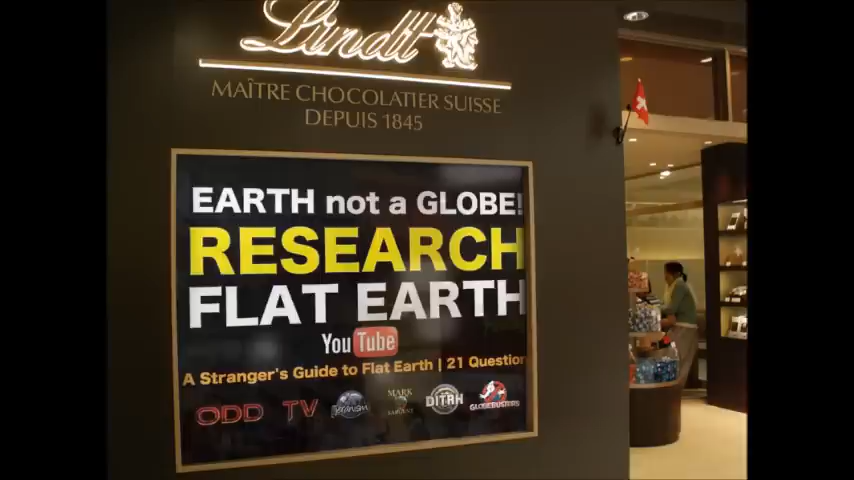 Lindt
MAÎTRE CHOCOLATIER SUISSE
DEPUIS 1845
EARTH not a GLOBE!
RESEARCH
FLAT EARTH
YouTube
A Stranger's Guide to Flat Earth | 21 Question
ODD TV
MARK
SARGENT
DITRH
GLOBEBUSTERS